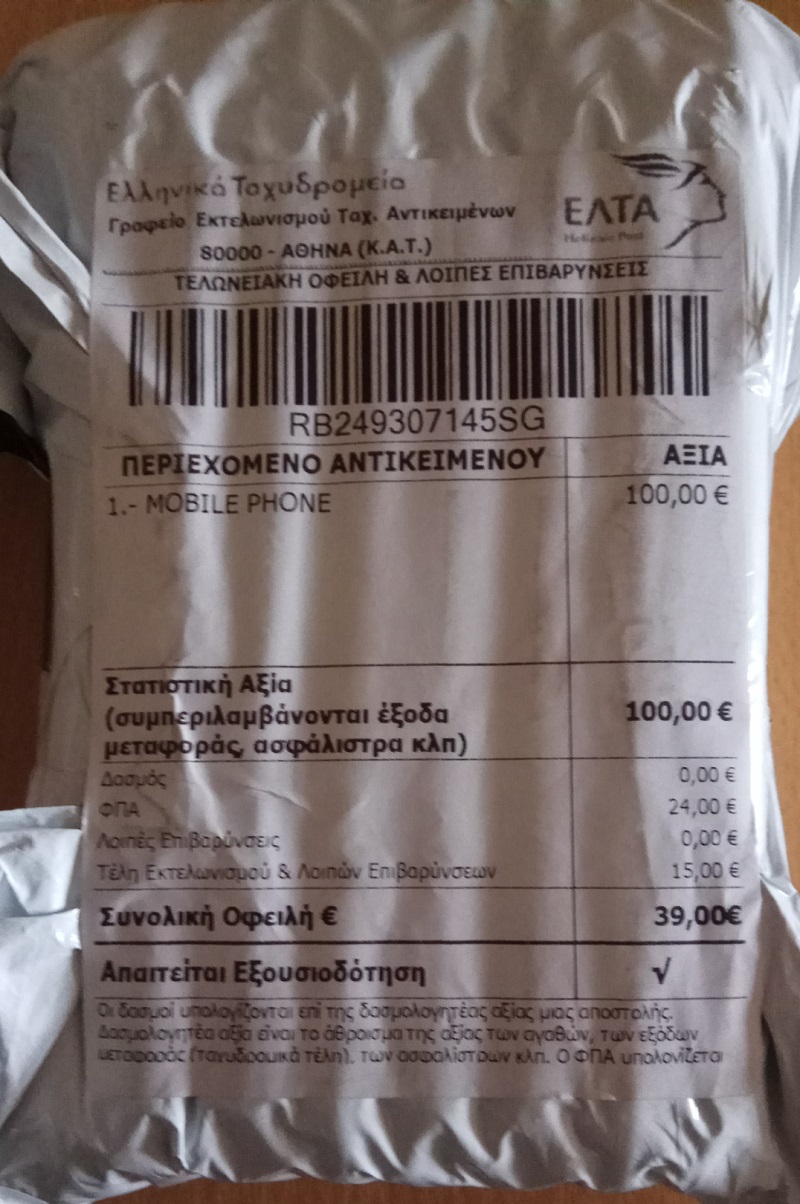 Ελληνικά Ταχυδρομεία
Γραφείο Εκτελωνισμού Ταχ. Αντικειμένων
80000 - ΑΘΗΝΑ (Κ.Α.Τ.)
ΕΛΤΑ
Hellenic Post
ΤΕΛΩΝΕΙΑΚΗ ΟΦΕΙΛΗ & ΛΟΙΠΕΣ ΕΠΙΒΑΡΥΝΣΕΙΣ
RB249307145SG
ΠΕΡΙΕΧΟΜΕΝΟ ΑΝΤΙΚΕΙΜΕΝΟΥ ΑΞΙΑ
1.- MOBILE PHONE 100,00 €
Στατιστική Αξία
(συμπεριλαμβάνονται έξοδα 100,00 €
μεταφοράς, ασφάλιστρα κλπ)
Δασμός 0,00 €
ΦΠΑ 24,00 €
Λοιπές Επιβαρύνσεις 0,00 €
Τέλη Εκτελωνισμού & Λοιπών Επιβαρύνσεων 15,00 €
Συνολική Οφειλή € 39,00€
Απαιτείται Εξουσιοδότηση √
Οι δασμοί υπολογίζονται επί της δασμολογητέας αξίας μιας αποστολής.
Δασμολογητέα αξία είναι το άθροισμα της αξίας των αγαθών, των εξόδων
μεταφοράς (ταχυδρομικά τέλη), των ασφαλίστρων κλπ. Ο ΦΠΑ υπολογίζεται